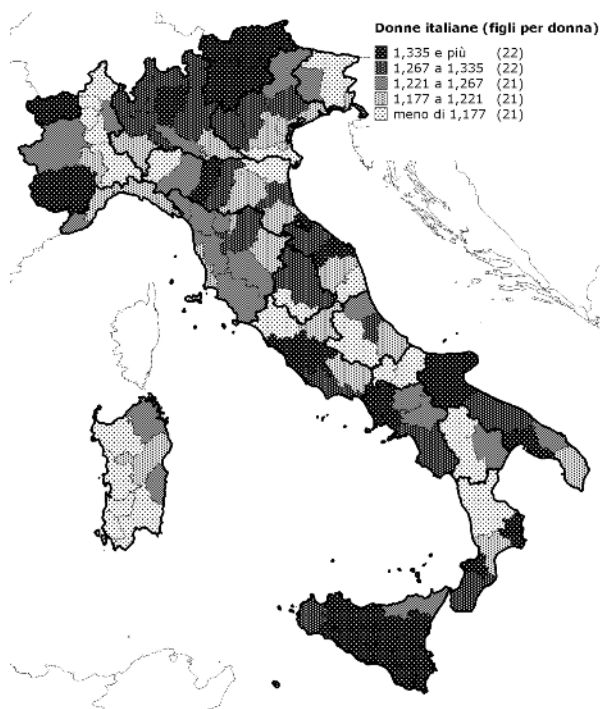 Donne italiane (figli per donna)
1,335 e più (22)
1,267 a 1,335 (22)
1,221 a 1,267 (21)
1,177 a 1,221 (21)
meno di 1,177 (21)